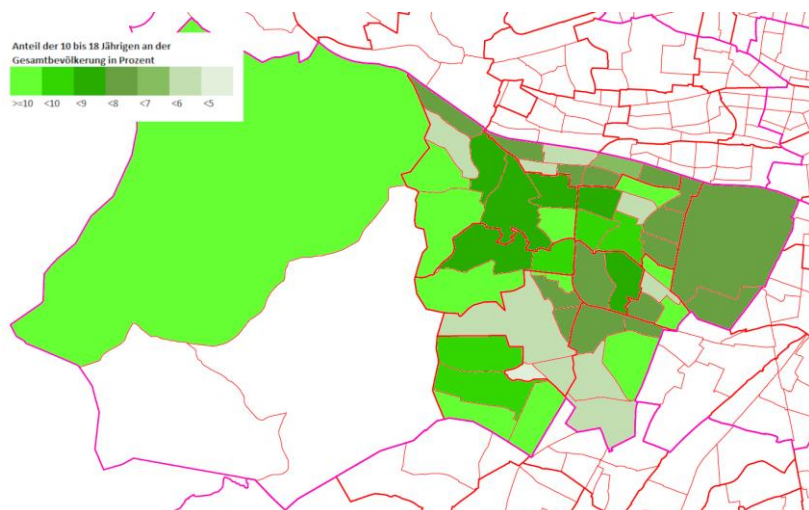 Anteil der 10 bis 18 Jährigen an der
Gesamtbevölkerung in Prozent
>=10 <10 <9 <8 <7 <6 <5